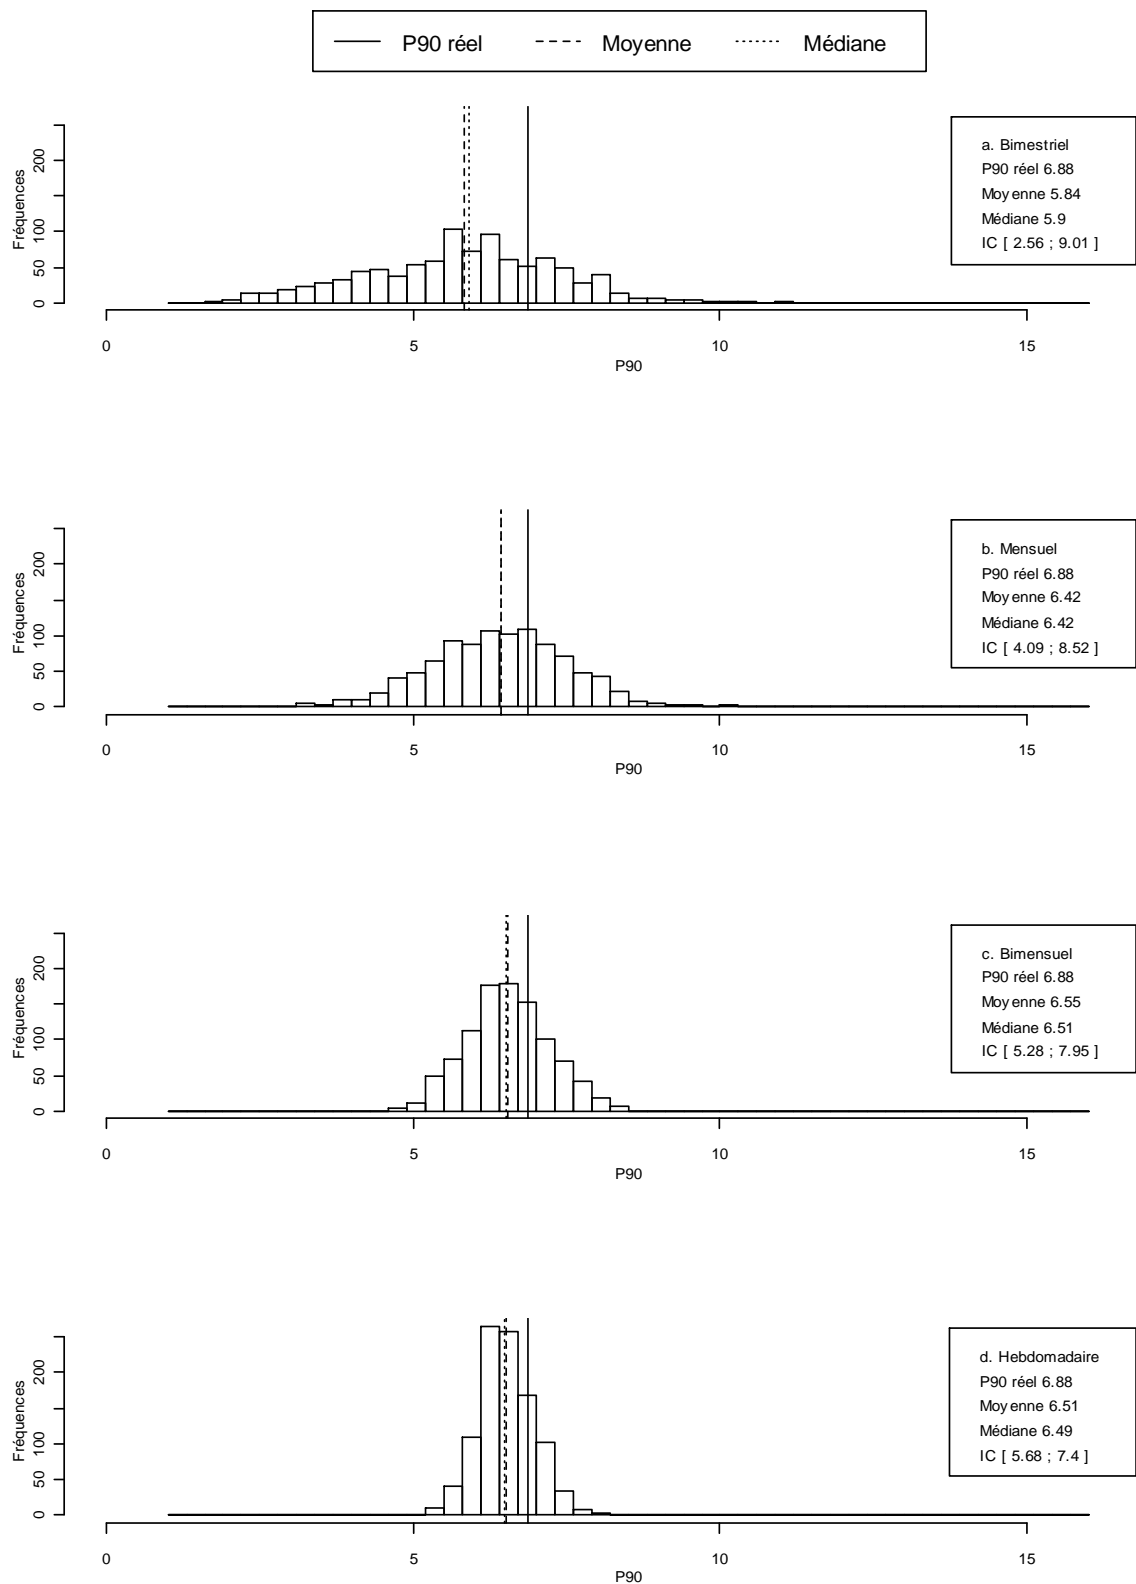 P90 réel Moyenne Médiane
a. Bimestriel
P90 réel 6.88
Moyenne 5.84
Médiane 5.9
IC [ 2.56 ; 9.01 ]
Fréquences
0 50 100 200
0 5 10 15
P90
b. Mensuel
P90 réel 6.88
Moyenne 6.42
Médiane 6.42
IC [ 4.09 ; 8.52 ]
Fréquences
0 50 100 200
0 5 10 15
P90
c. Bimensuel
P90 réel 6.88
Moyenne 6.55
Médiane 6.51
IC [ 5.28 ; 7.95 ]
Fréquences
0 50 100 200
0 5 10 15
P90
d. Hebdomadaire
P90 réel 6.88
Moyenne 6.51
Médiane 6.49
IC [ 5.68 ; 7.4 ]
Fréquences
0 50 100 200
0 5 10 15
P90